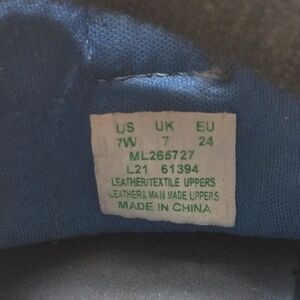 US UK EU
7W 7 24
ML265727
L21 61394
LEATHER/TEXTILE UPPERS
LEATHER& MAN MADE UPPERS
MADE IN CHINA